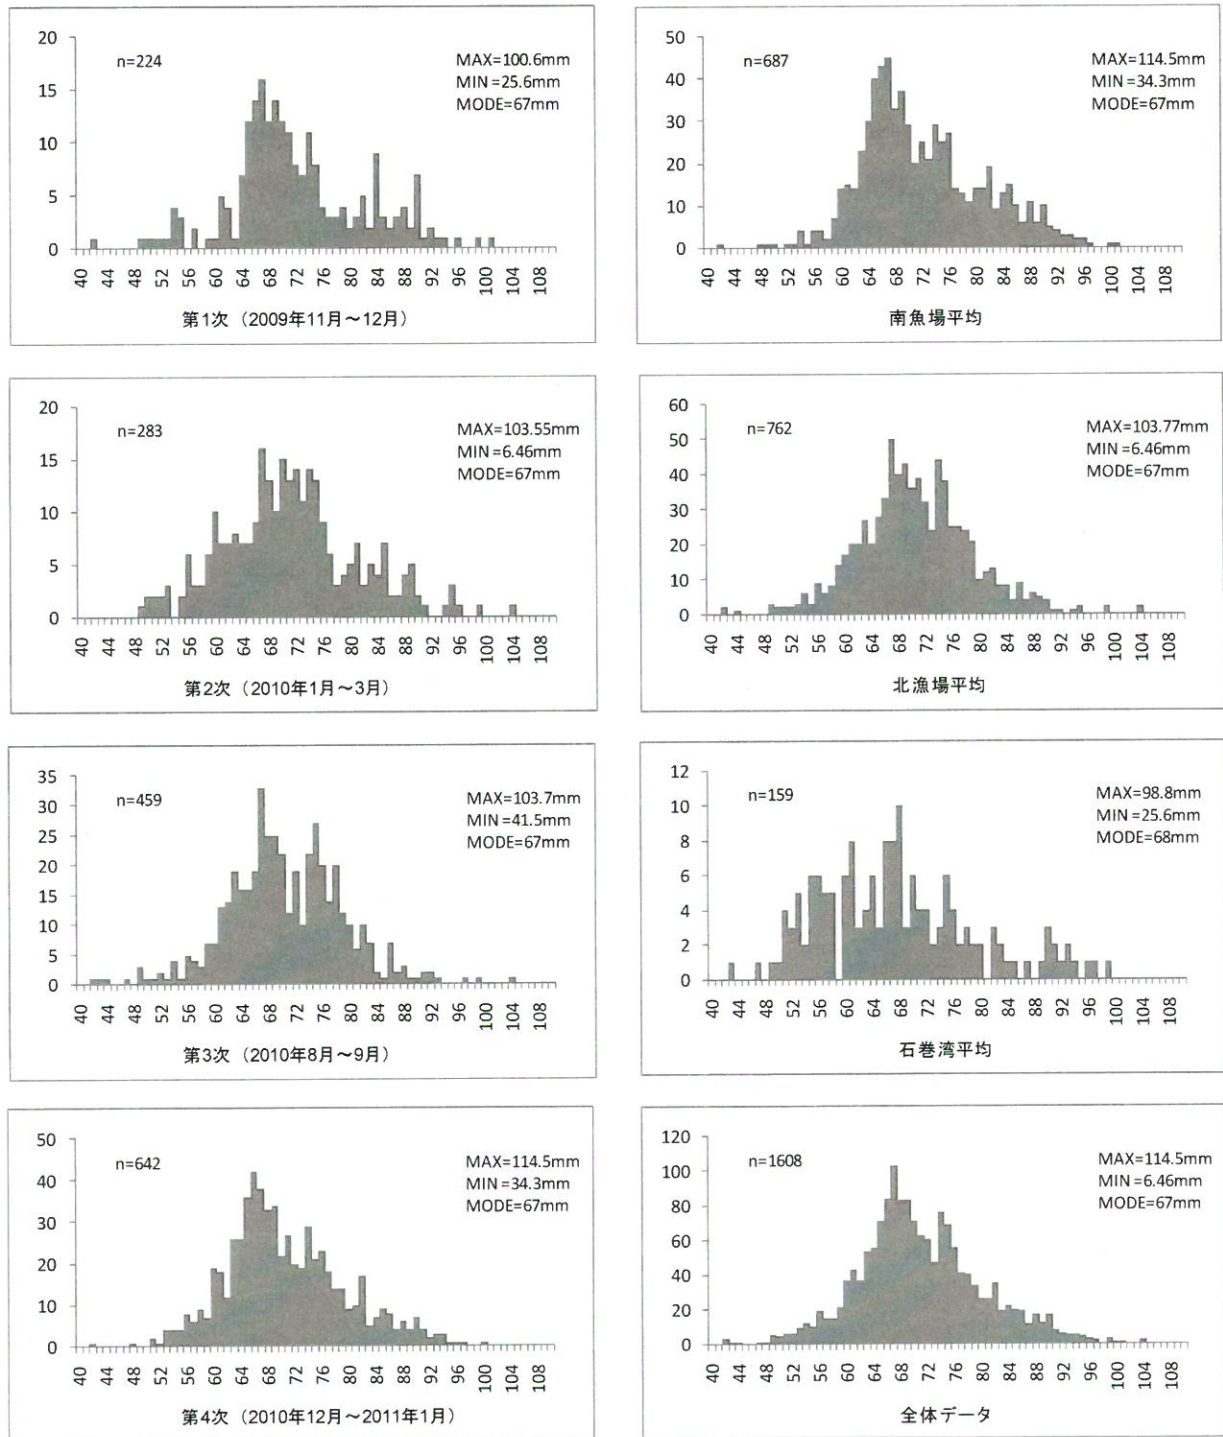 20
15
10
5
0
n=224
MAX=100.6mm
MIN =25.6mm
MODE=67mm
40 44 48 52 56 60 64 68 72 76 80 84 88 92 96 100 104 108
第1次（2009年11月～12月）
50
40
30
20
10
0
n=687
MAX=114.5mm
MIN =34.3mm
MODE=67mm
40 44 48 52 56 60 64 68 72 76 80 84 88 92 96 100 104 108
南魚場平均
20
15
10
5
0
n=283
MAX=103.55mm
MIN =6.46mm
MODE=67mm
40 44 48 52 56 60 64 68 72 76 80 84 88 92 96 100 104 108
第2次（2010年1月～3月）
60
50
40
30
20
10
0
n=762
MAX=103.77mm
MIN =6.46mm
MODE=67mm
40 44 48 52 56 60 64 68 72 76 80 84 88 92 96 100 104 108
北漁場平均
35
30
25
20
15
10
5
0
n=459
MAX=103.7mm
MIN =41.5mm
MODE=67mm
40 44 48 52 56 60 64 68 72 76 80 84 88 92 96 100 104 108
第3次（2010年8月～9月）
12
10
8
6
4
2
0
n=159
MAX=98.8mm
MIN =25.6mm
MODE=68mm
40 44 48 52 56 60 64 68 72 76 80 84 88 92 96 100 104 108
石巻湾平均
50
40
30
20
10
0
n=642
MAX=114.5mm
MIN =34.3mm
MODE=67mm
40 44 48 52 56 60 64 68 72 76 80 84 88 92 96 100 104 108
第4次（2010年12月～2011年1月）
120
100
80
60
40
20
0
n=1608
MAX=114.5mm
MIN =6.46mm
MODE=67mm
40 44 48 52 56 60 64 68 72 76 80 84 88 92 96 100 104 108
全体データ